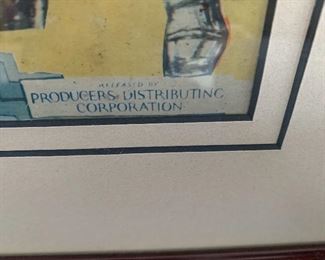 RELEASED BY
PRODUCERS DISTRIBUTING
CORPORATION